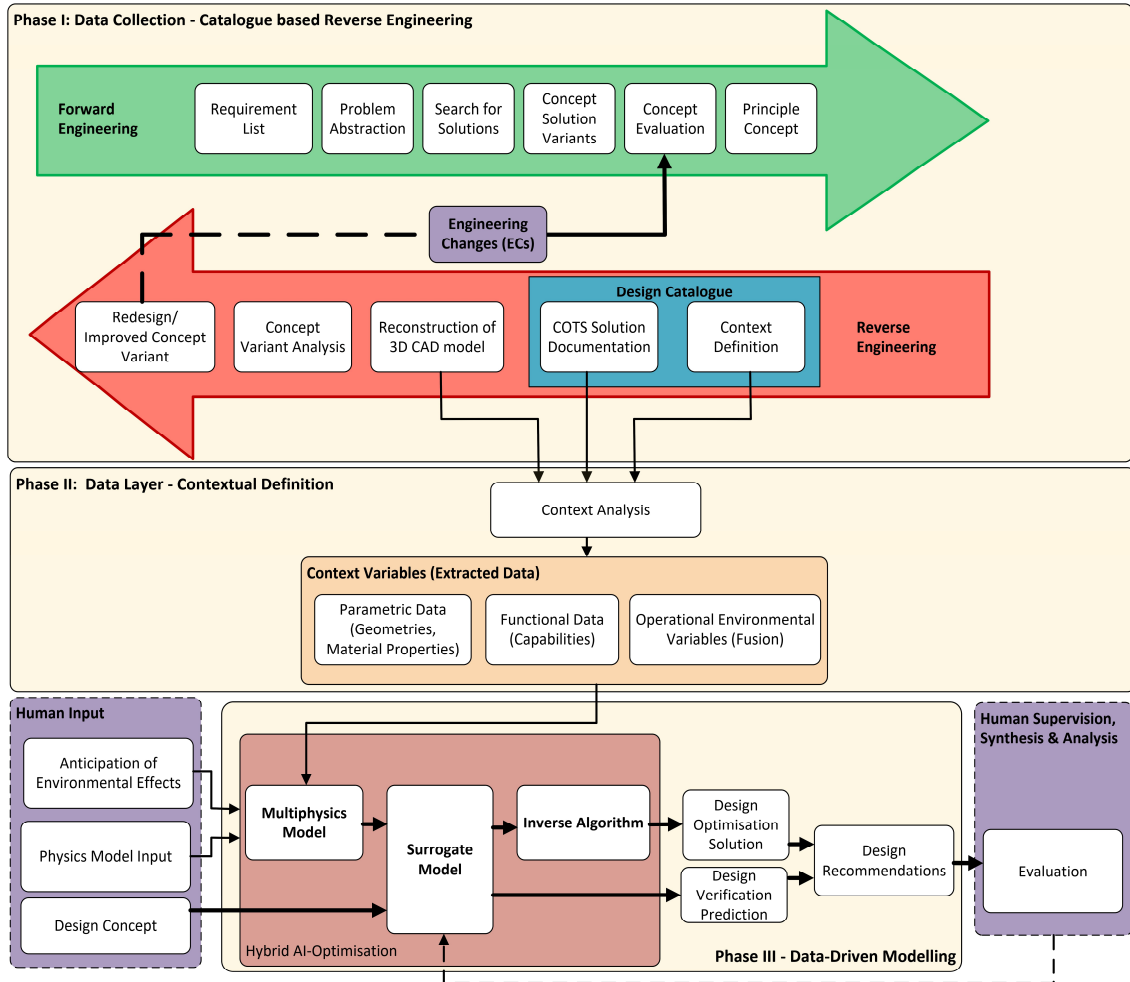 Phase I: Data Collection - Catalogue based Reverse Engineering
Forward
Engineering
Requirement
List
Problem
Abstraction
Search for
Solutions
Concept
Solution
Variants
Concept
Evaluation
Principle
Concept
Engineering
Changes (ECs)
Redesign/
Improved Concept
Variant
Concept
Variant Analysis
Reconstruction of
3D CAD model
Design Catalogue
COTS Solution
Documentation
Context
Definition
Reverse
Engineering
Phase II:  Data Layer - Contextual Definition
Context Analysis
Context Variables (Extracted Data)
Parametric Data
(Geometries,
Material Properties)
Functional Data
(Capabilities)
Operational Environmental
Variables (Fusion)
Human Input
Anticipation of
Environmental Effects
Physics Model Input
Design Concept
Multiphysics
Model
Surrogate
Model
Inverse Algorithm
Hybrid AI-Optimisation
Design
Optimisation
Solution
Design
Verification
Prediction
Design
Recommendations
Phase III - Data-Driven Modelling
Human Supervision,
Synthesis & Analysis
Evaluation